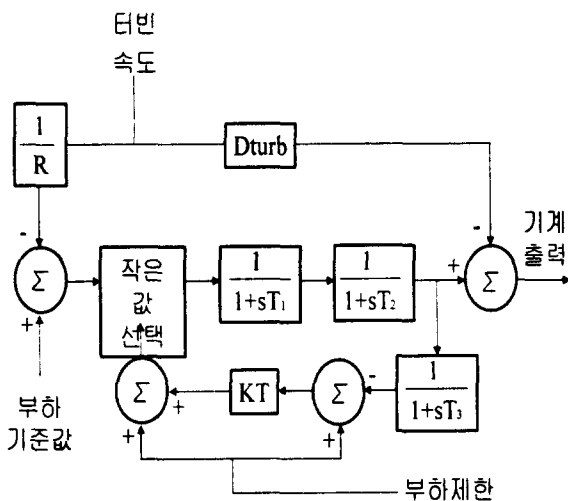 터빈
속도
1
R
Dturb
-
-
기계
출력
Σ
+
작은
값
선택
1
1+sT₁
1
1+sT₂
+
Σ
부하
기준값
Σ
+
+
KT
Σ
-
+
1
1+sT₃
부하제한